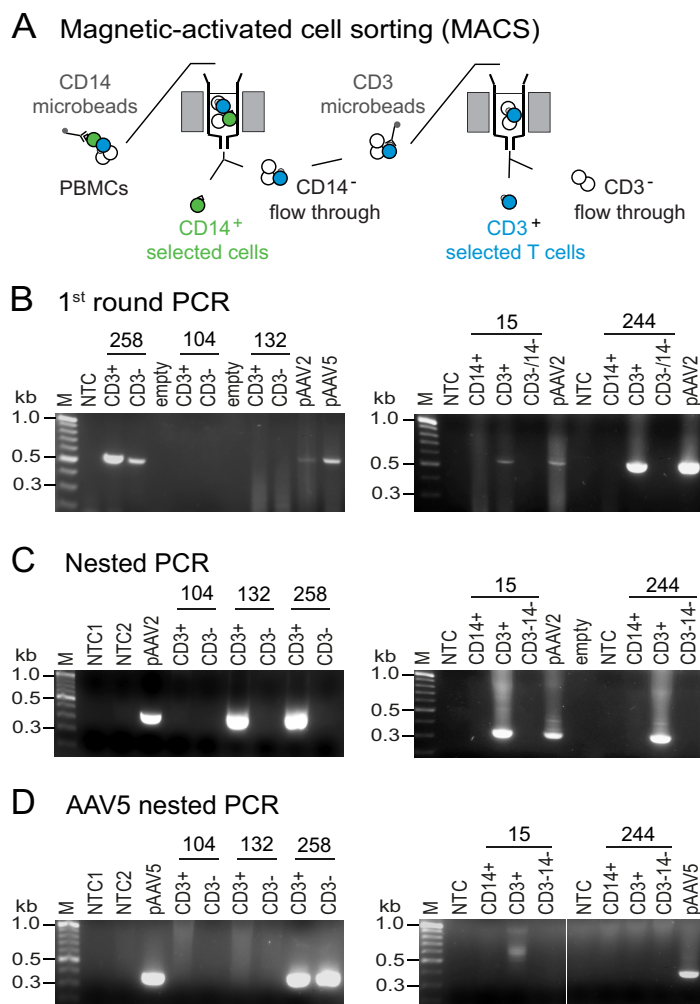 A Magnetic-activated cell sorting (MACS)
CD14
microbeads
CD3
microbeads
PBMCs
CD14-
flow through
CD3-
flow through
CD14+
selected cells
CD3+
selected T cells
B 1st round PCR
258 104 132
kb M NTC CD3+ CD3- empty CD3+ CD3- empty CD3+ CD3- pAAV2 pAAV5
1.0
0.5
0.3
15 244
kb M NTC CD14+ CD3+ CD3-/14- pAAV2 NTC CD14+ CD3+ CD3-/14- pAAV2
1.0
0.5
0.3
C Nested PCR
104 132 258
kb M NTC1 NTC2 pAAV2 CD3+ CD3- CD3+ CD3- CD3+ CD3-
1.0
0.5
0.3
15 244
kb M NTC CD14+ CD3+ CD3-14- pAAV2 empty NTC CD14+ CD3+ CD3-14-
1.0
0.5
0.3
D AAV5 nested PCR
104 132 258
kb M NTC1 NTC2 pAAV5 CD3+ CD3- CD3+ CD3- CD3+ CD3-
1.0
0.5
0.3
15 244
kb M NTC CD14+ CD3+ CD3-14- NTC CD14+ CD3+ CD3-14- pAAV5
1.0
0.5
0.3